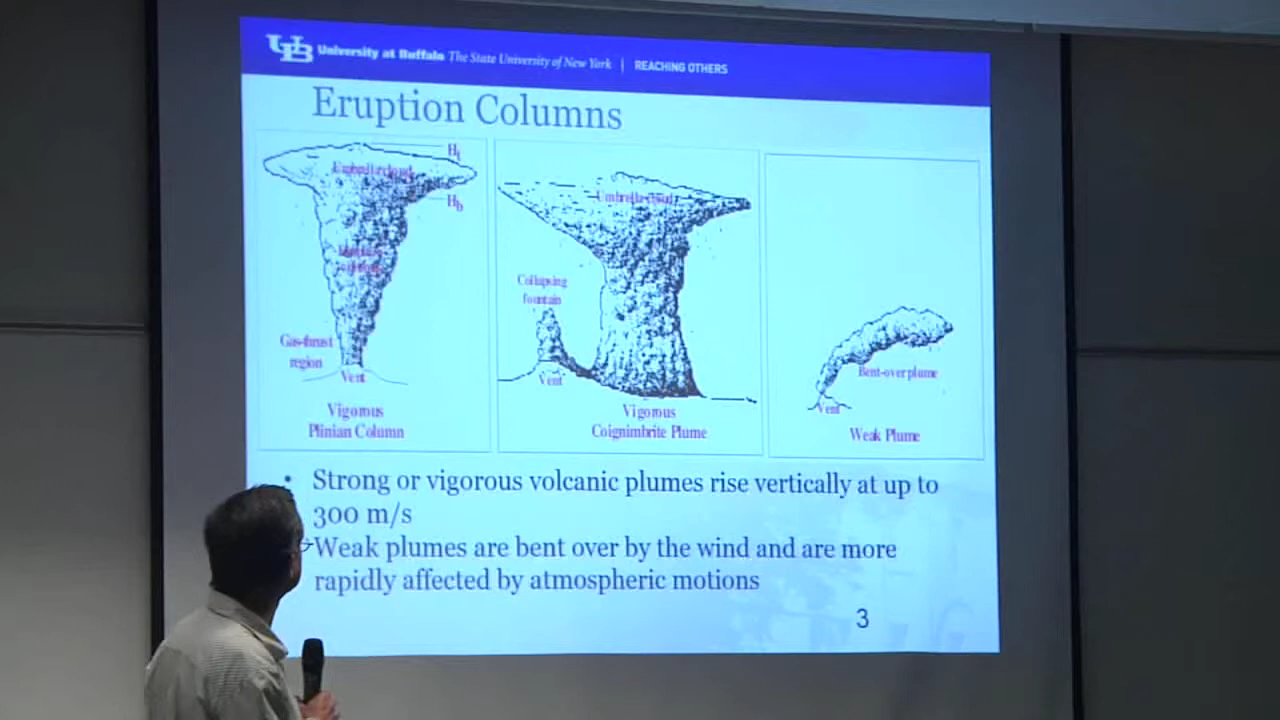 UB University at Buffalo The State University of New York | REACHING OTHERS
Eruption Columns
Ht
Umbrella cloud
Hb
Gas-thrust
region
Vent
Vigorous
Plinian Column
Umbrella cloud
Collapsing
fountain
Vent
Vigorous
Coignimbrite Plume
Bent-over plume
Vent
Weak Plume
• Strong or vigorous volcanic plumes rise vertically at up to
300 m/s
Weak plumes are bent over by the wind and are more
rapidly affected by atmospheric motions
3